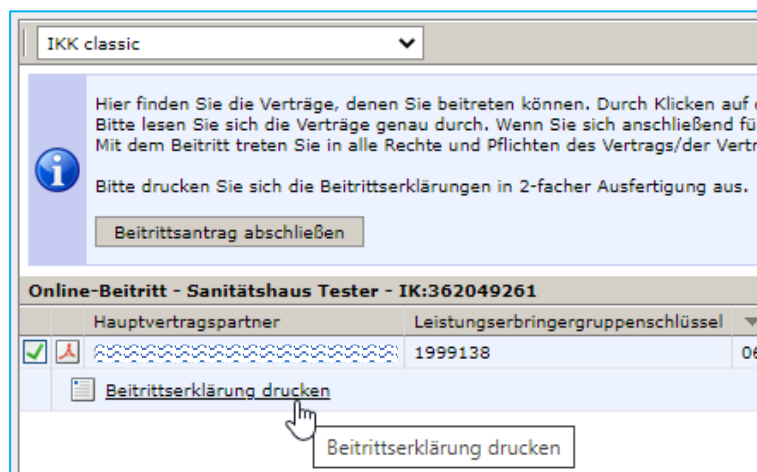 IKK classic
Hier finden Sie die Verträge, denen Sie beitreten können. Durch Klicken auf
Bitte lesen Sie sich die Verträge genau durch. Wenn Sie sich anschließend
Mit dem Beitritt treten Sie in alle Rechte und Pflichten des Vertrags/der
Bitte drucken Sie sich die Beitrittserklärungen in 2-facher Ausfertigung aus.
Beitrittsantrag abschließen
Online-Beitritt - Sanitätshaus Tester - IK:362049261
Hauptvertragspartner Leistungserbringergruppenschlüssel
1999138
Beitrittserklärung drucken
Beitrittserklärung drucken